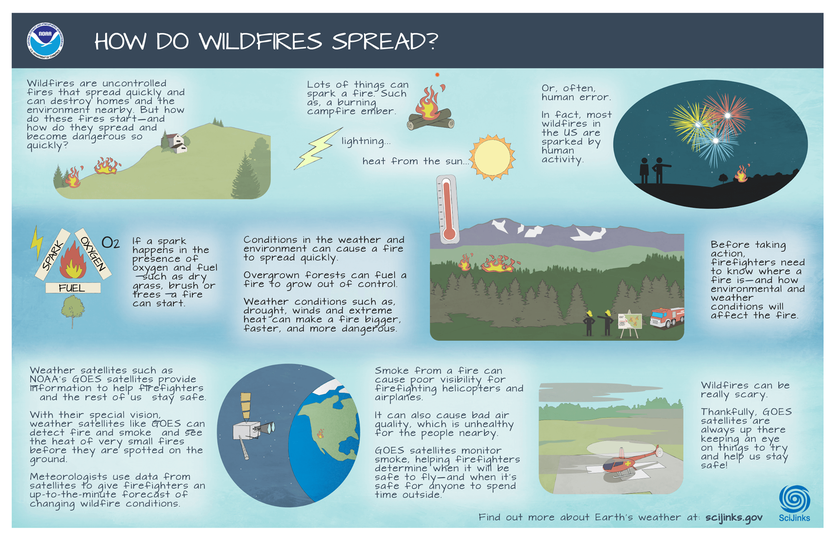 NOAA
HOW DO WILDFIRES SPREAD?
Wildfires are uncontrolled
fires that spread quickly and
can destroy homes and the
environment nearby. But how
do these fires start—and
how do they spread and
become dangerous so
quickly?
Lots of things can
spark a fire. Such
as, a burning
campfire ember.
lightning...
heat from the sun...
Or, often,
human error.
In fact, most
wildfires in
the US are
sparked by
human
activity.
SPARK
OXYGEN
O2
FUEL
If a spark
happens in the
presence of
oxygen and fuel
—such as dry
grass, brush or
trees —a fire
can start.
Conditions in the weather and
environment can cause a fire
to spread quickly.
Overgrown forests can fuel a
fire to grow out of control.
Weather conditions such as,
drought, winds and extreme
heat can make a fire bigger,
faster, and more dangerous.
Before taking
action,
firefighters need
to know where a
fire is—and how
environmental and
weather
conditions will
affect the fire.
Weather satellites such as
NOAA's GOES satellites provide
information to help firefighters
and the rest of us stay safe.
With their special vision,
weather satellites like GOES can
detect fire and smoke and see
the heat of very small fires
before they are spotted on the
ground.
Meteorologists use data from
satellites to give firefighters an
up-to-the-minute forecast of
changing wildfire conditions.
Smoke from a fire can
cause poor visibility for
firefighting helicopters and
airplanes.
It can also cause bad air
quality, which is unhealthy
for the people nearby.
GOES satellites monitor
smoke, helping firefighters
determine when it will be
safe to fly—and when it's
safe for anyone to spend
time outside.
Wildfires can be
really scary.
Thankfully, GOES
satellites are
always up there
keeping an eye
on things to try
and help us stay
safe!
Find out more about Earth's weather at: scijinks.gov
SciJinks